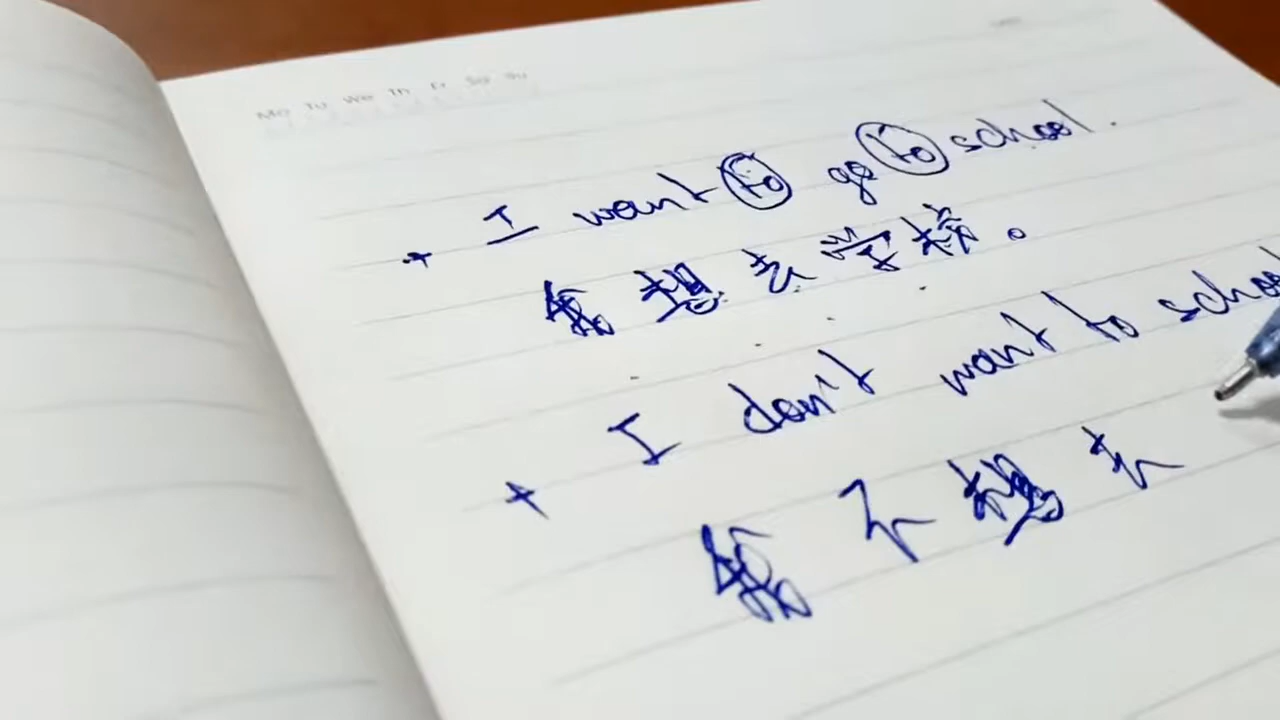 Mo Tu We Th Fr Sa Su
+ I want to go to school.
我想去学校。
+ I don't want to school
我不想去